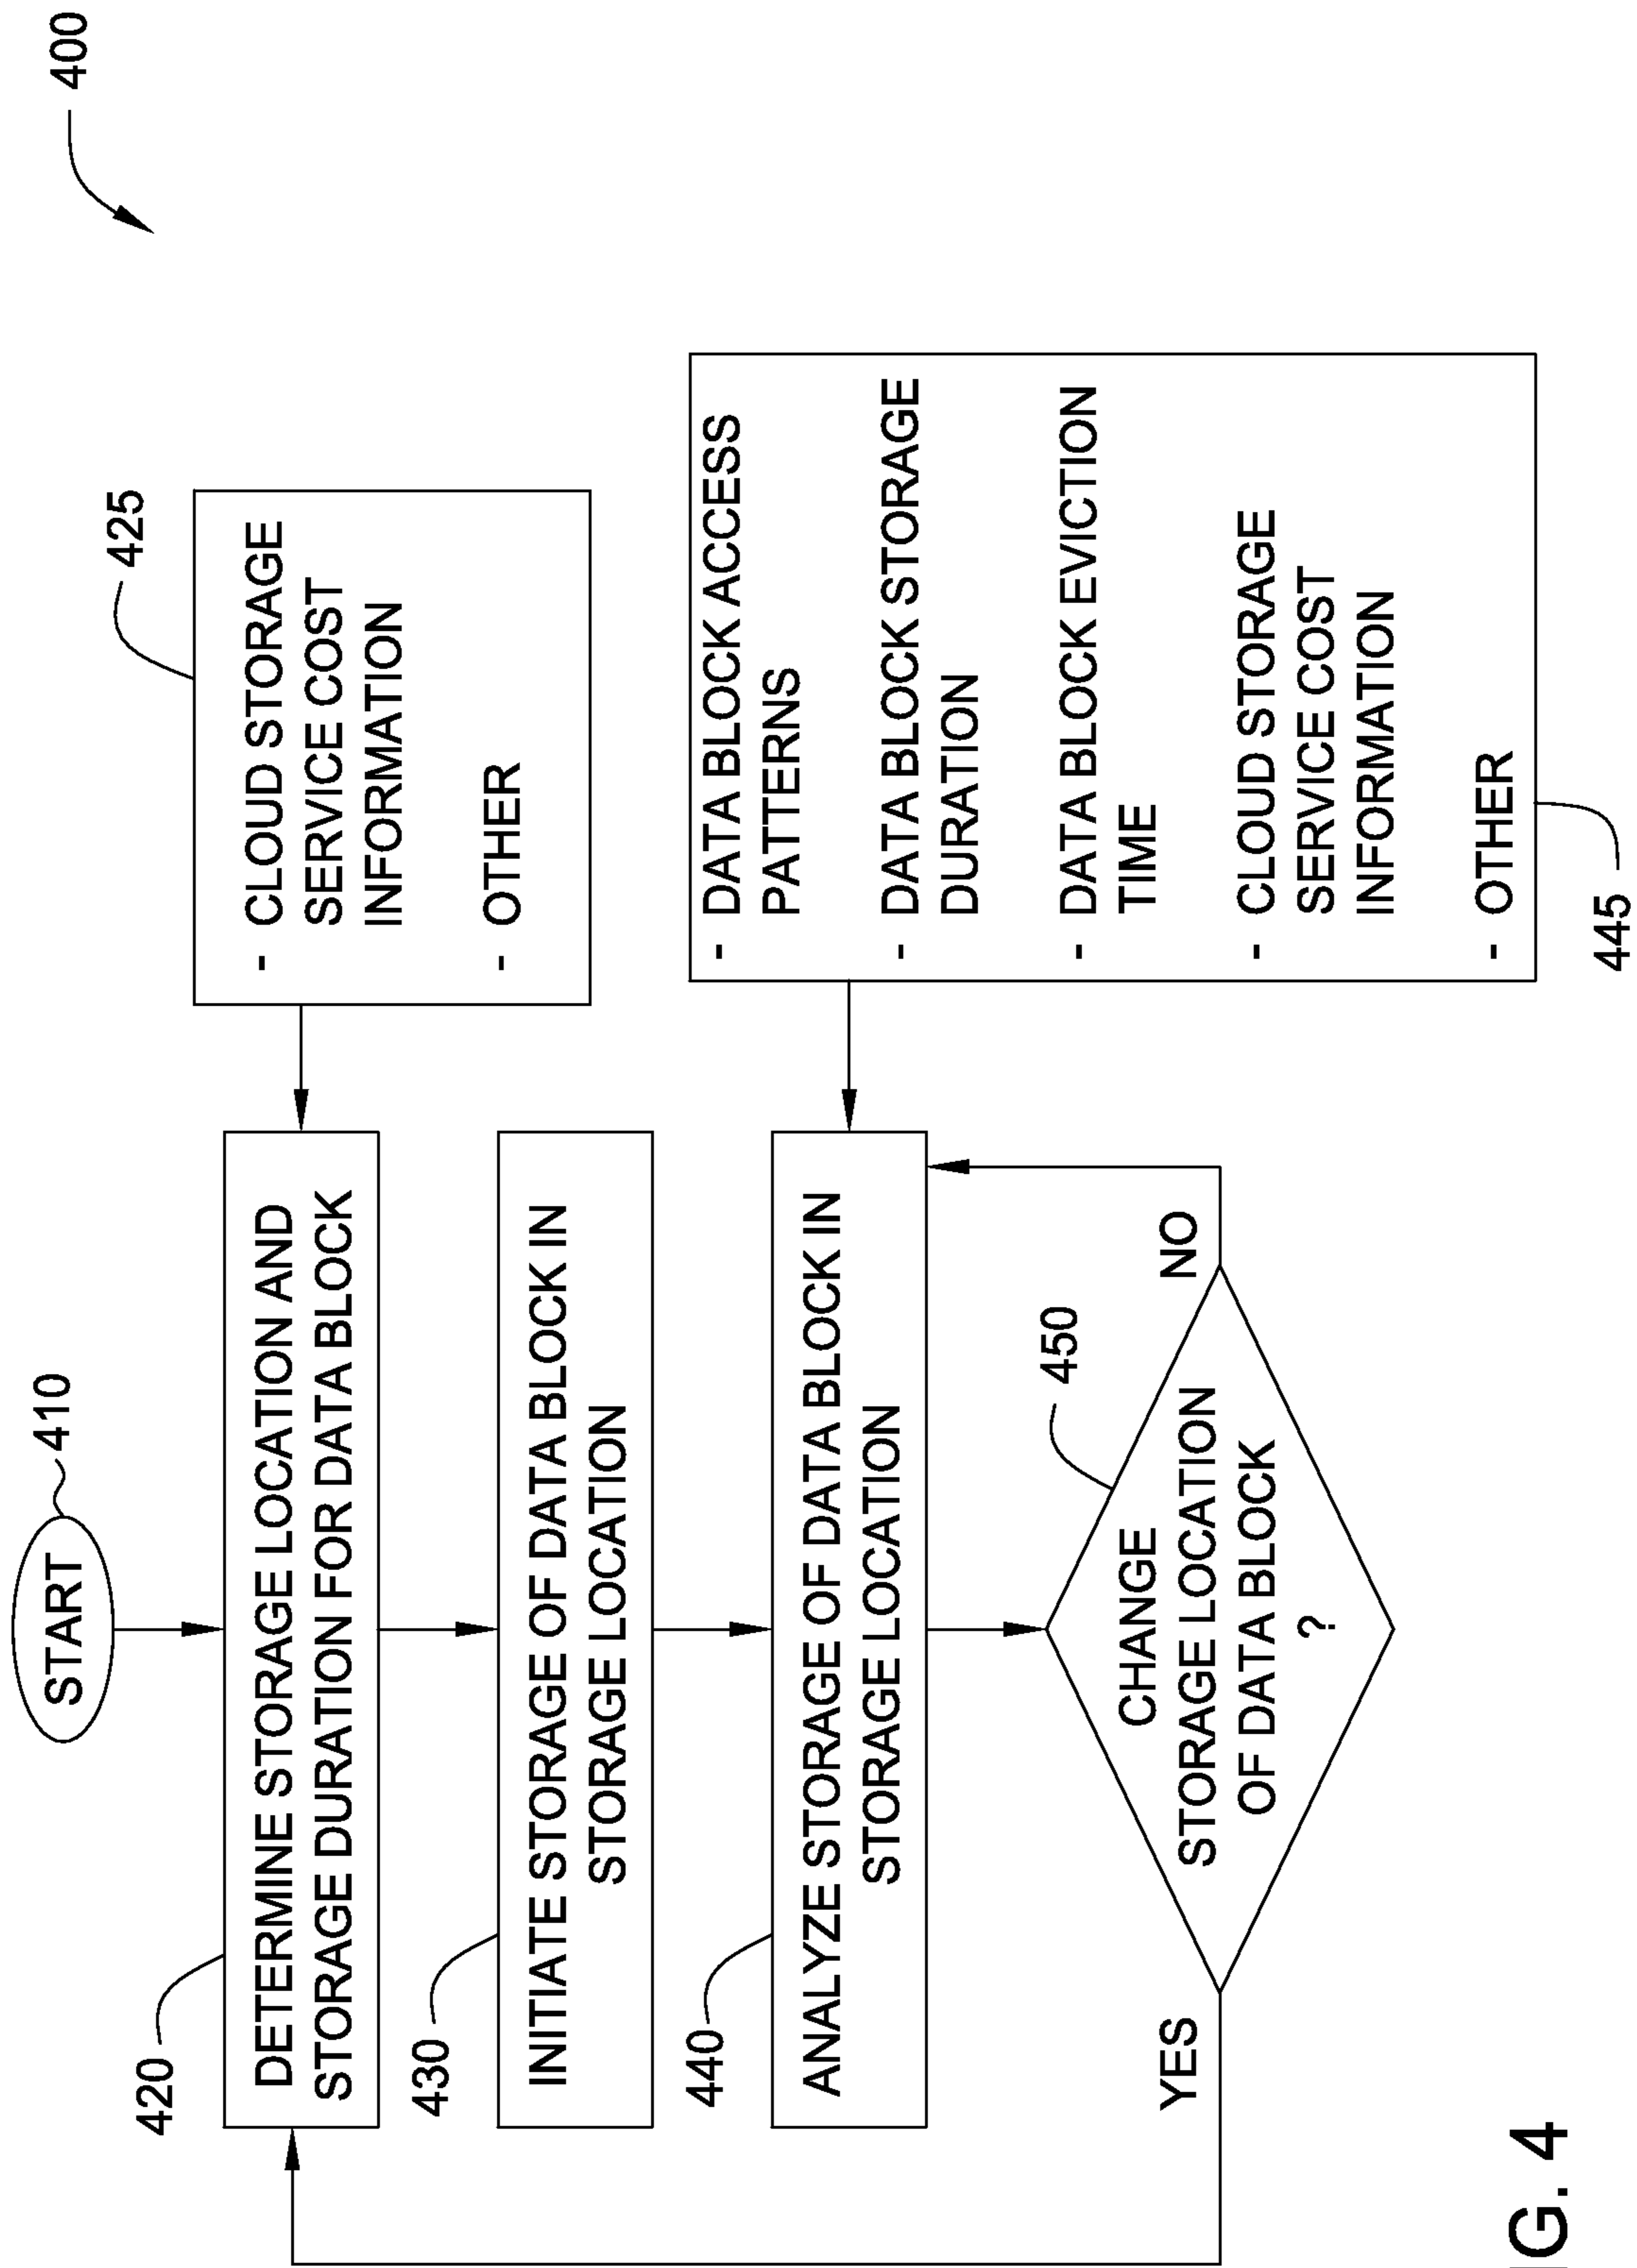 400
START
410
420
DETERMINE STORAGE LOCATION AND
STORAGE DURATION FOR DATA BLOCK
425
- CLOUD STORAGE
SERVICE COST
INFORMATION
- OTHER
430
INITIATE STORAGE OF DATA BLOCK IN
STORAGE LOCATION
440
ANALYZE STORAGE OF DATA BLOCK IN
STORAGE LOCATION
- DATA BLOCK ACCESS
PATTERNS
- DATA BLOCK STORAGE
DURATION
- DATA BLOCK EVICTION
TIME
- CLOUD STORAGE
SERVICE COST
INFORMATION
- OTHER
445
450
CHANGE
STORAGE LOCATION
OF DATA BLOCK
?
YES
NO
G. 4